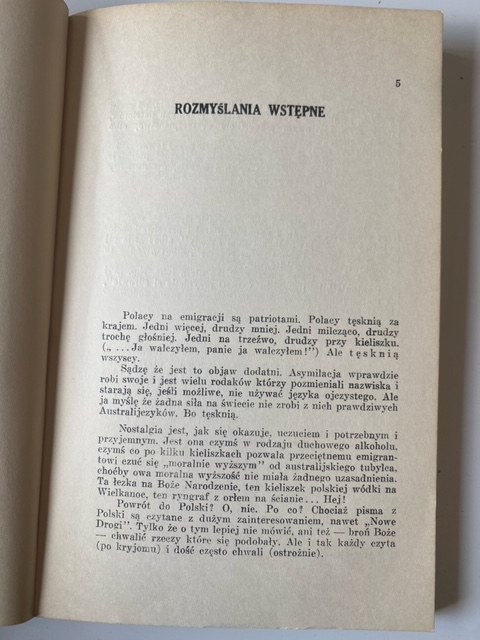 5
ROZMYŚLANIA WSTĘPNE
Polacy na emigracji są patriotami. Polacy tęsknią za
krajem. Jedni więcej, drudzy mniej. Jedni milcząco, drudzy
trochę głośniej. Jedni na trzeźwo, drudzy przy kieliszku.
(„ ...Ja walczyłem, panie ja walczyłem!”) Ale t ę s k n i ą
wszyscy.
Sądzę że jest to objaw dodatni. Asymilacja wprawdzie
robi swoje i jest wielu rodaków którzy pozmieniali nazwiska i
starają się, jeśli możliwe, nie używać języka ojczystego. Ale
ja myślę że żadna siła na świecie nie zrobi z nich prawdziwych
Australijczyków. Bo tęsknią.
Nostalgia jest, jak się okazuje, uczuciem i potrzebnym i
przyjemnym. Jest ona czymś w rodzaju duchowego alkoholu,
czymś co po kilku kieliszkach pozwala przeciętnemu emigran-
towi czuć się „moralnie wyższym” od australijskiego tubylca,
choćby owa moralna wyższość nie miała żadnego uzasadnienia.
Ta łezka na Boże Narodzenie, ten kieliszek polskiej wódki na
Wielkanoc, ten ryngraf z orłem na ścianie... Hej!
Powrót do Polski? O, nie. Po co? Chociaż pisma z
Polski są czytane z dużym zainteresowaniem, nawet „Nowe
Drogi”. Tylko że o tym lepiej nie mówić, ani też — broń Boże
— chwalić rzeczy które się podobały. Ale i tak każdy czyta
(po kryjomu) i dość często chwali (ostrożnie).